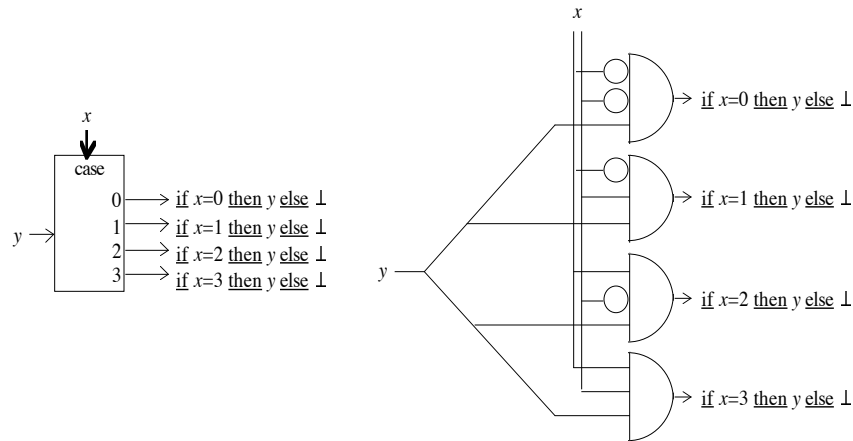 x
case
0 if x=0 then y else ⊥
1 if x=1 then y else ⊥
y
2 if x=2 then y else ⊥
3 if x=3 then y else ⊥
x
if x=0 then y else ⊥
if x=1 then y else ⊥
y
if x=2 then y else ⊥
if x=3 then y else ⊥